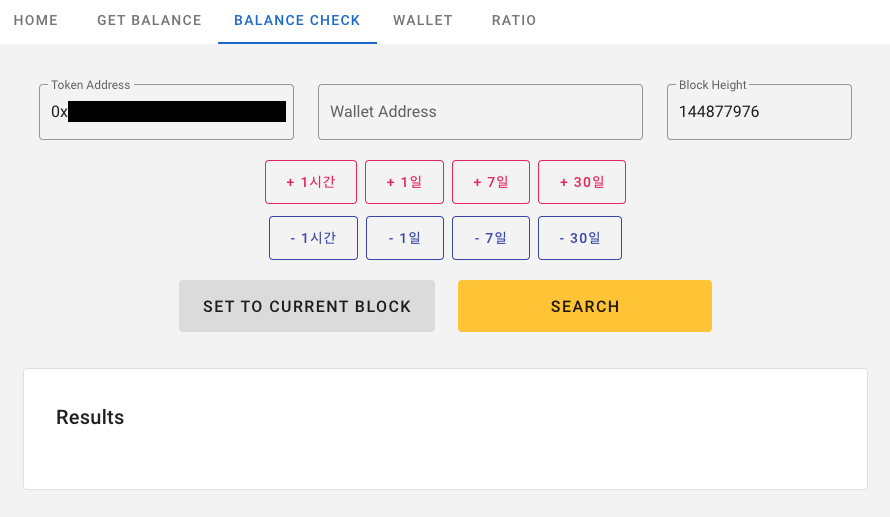 HOME GET BALANCE BALANCE CHECK WALLET RATIO
Token Address Block Height
0x Wallet Address 144877976
+ 1시간 + 1일 + 7일 + 30일
- 1시간 - 1일 - 7일 - 30일
SET TO CURRENT BLOCK SEARCH
Results